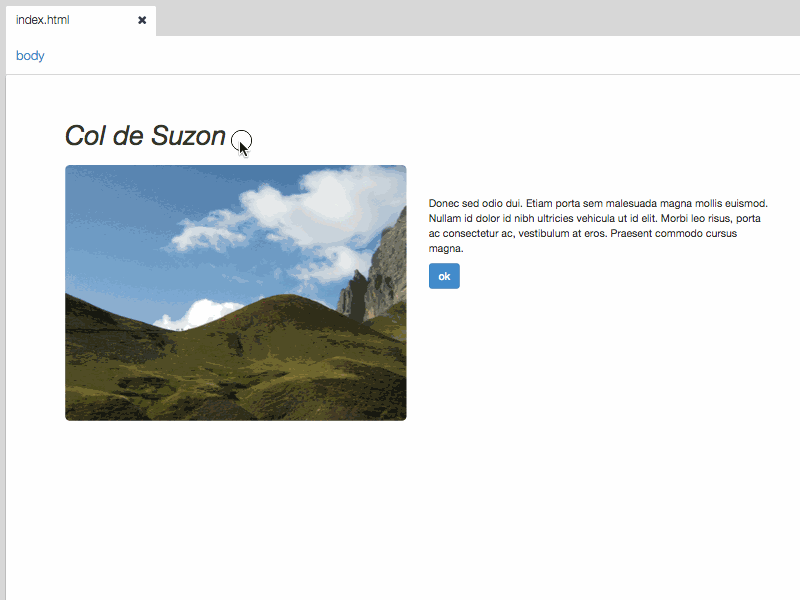 index.html ✖
body
Col de Suzon
Donec sed odio dui. Etiam porta sem malesuada magna mollis euismod.
Nullam id dolor id nibh ultricies vehicula ut id elit. Morbi leo risus, porta
ac consectetur ac, vestibulum at eros. Praesent commodo cursus
magna.
ok